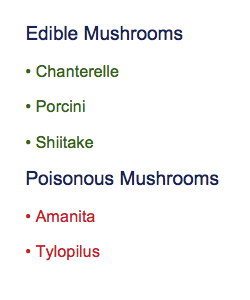 Edible Mushrooms
• Chanterelle
• Porcini
• Shiitake
Poisonous Mushrooms
• Amanita
• Tylopilus